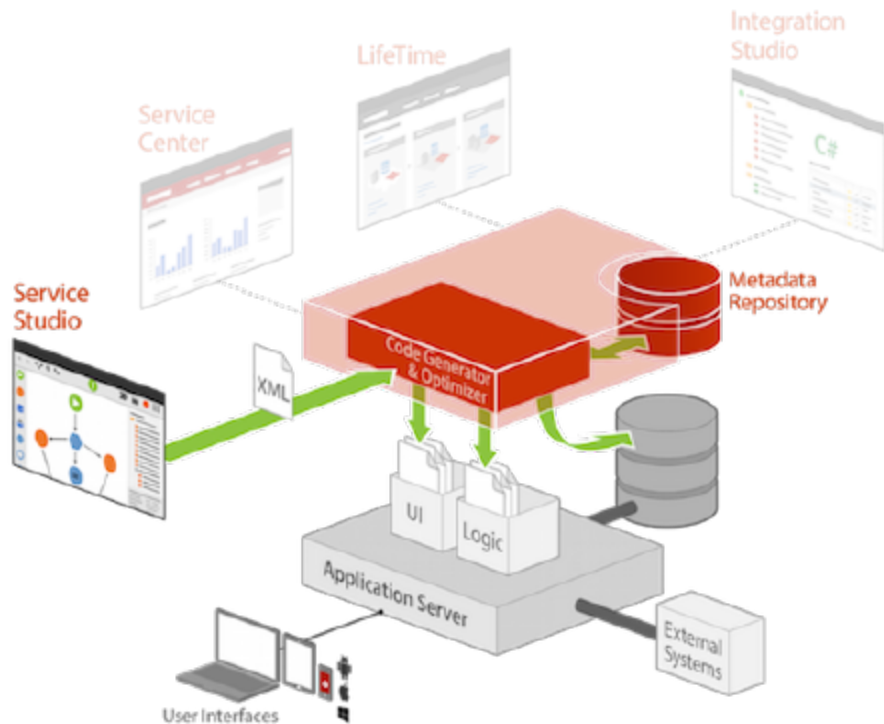 LifeTime
Integration
Studio
Service
Center
C#
Metadada
Repository
Service
Studio
XML
Code Generator
& Optimizer
UI
Logic
Application Server
External
Systems
User Interfaces